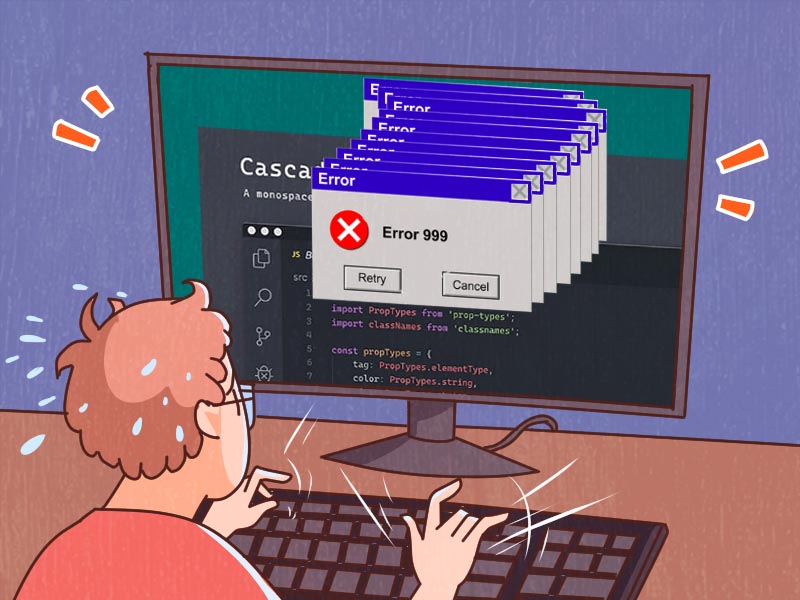 Error
Error
Error
Error
Error
Error
Error
Error 999
Retry
Cancel
Casca
A monospace
JS
src
1
2 import PropTypes from 'prop-types';
3 import classNames from 'classnames';
4
5 const propTypes = {
6 tag: PropTypes.elementType,
7 color: PropTypes.string,